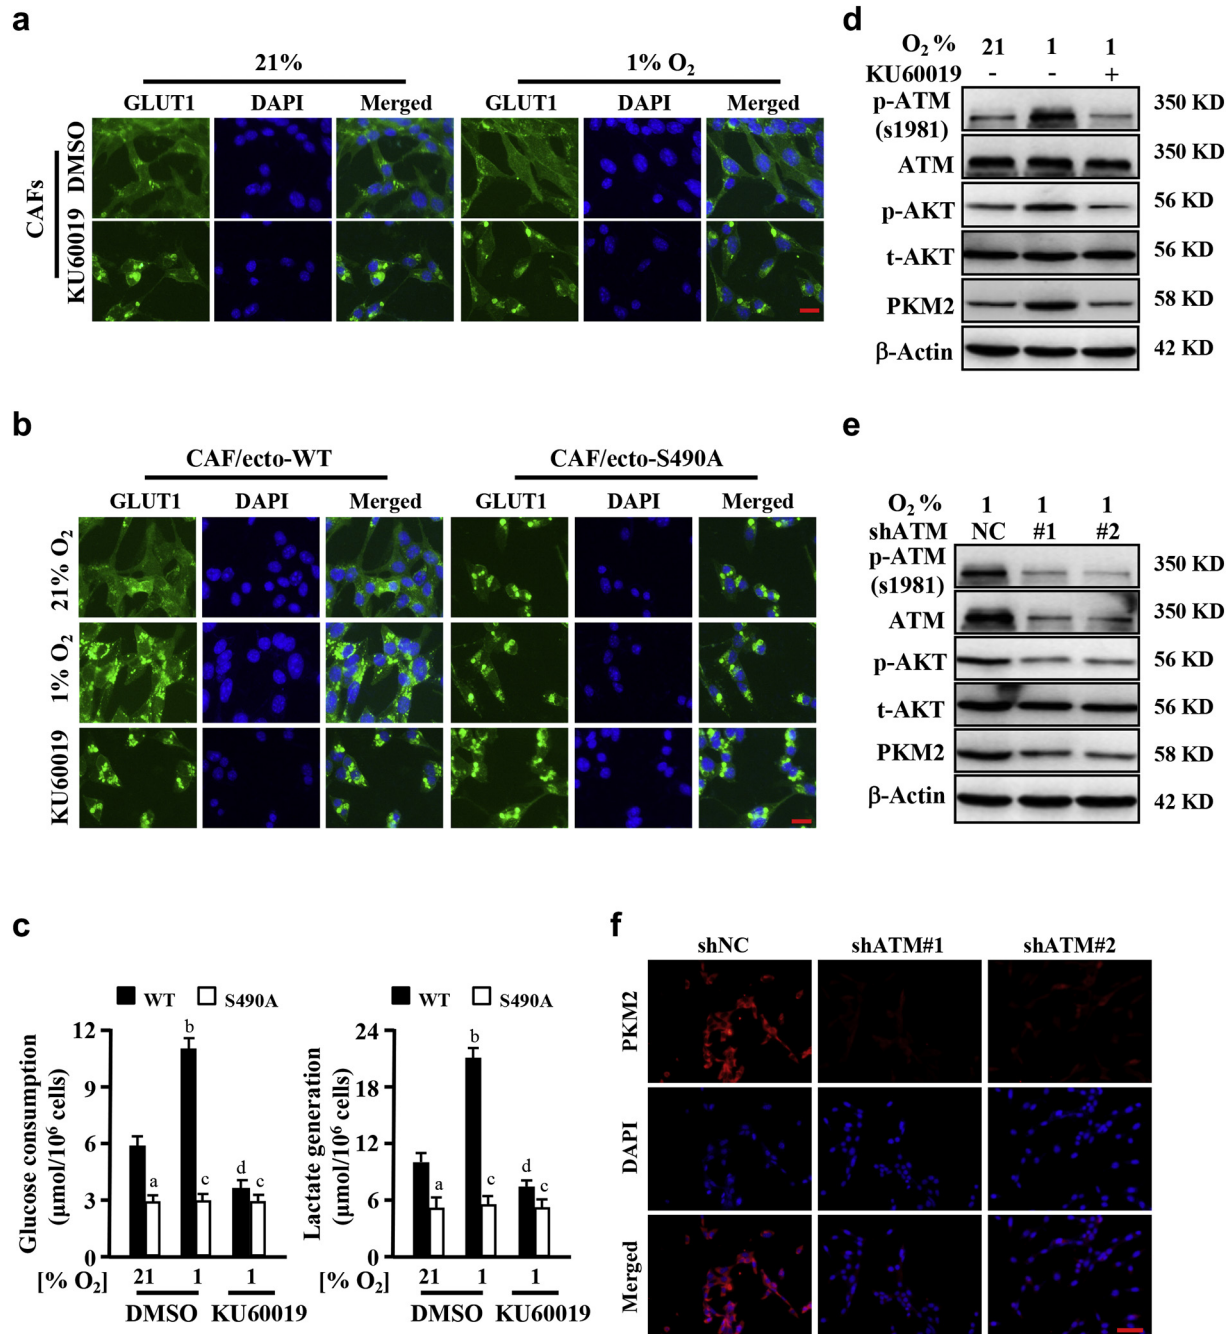 a
21%
1% O₂
GLUT1 DAPI Merged GLUT1 DAPI Merged
CAFs
DMSO
KU60019
b
CAF/ecto-WT
CAF/ecto-S490A
GLUT1 DAPI Merged GLUT1 DAPI Merged
21% O₂
1% O₂
KU60019
c
WT S490A
Glucose consumption
(μmol/10⁶ cells)
12
9
6
3
0
a b c d c
[% O₂] 21 1 1
DMSO KU60019
WT S490A
Lactate generation
(μmol/10⁶ cells)
24
18
12
6
0
a b c d c
[% O₂] 21 1 1
DMSO KU60019
d
O₂ % 21 1 1
KU60019 - - +
p-ATM
(s1981)
350 KD
ATM 350 KD
p-AKT 56 KD
t-AKT 56 KD
PKM2 58 KD
β-Actin 42 KD
e
O₂ % 1 1 1
shATM NC #1 #2
p-ATM
(s1981)
350 KD
ATM 350 KD
p-AKT 56 KD
t-AKT 56 KD
PKM2 58 KD
β-Actin 42 KD
f
shNC shATM#1 shATM#2
PKM2
DAPI
Merged